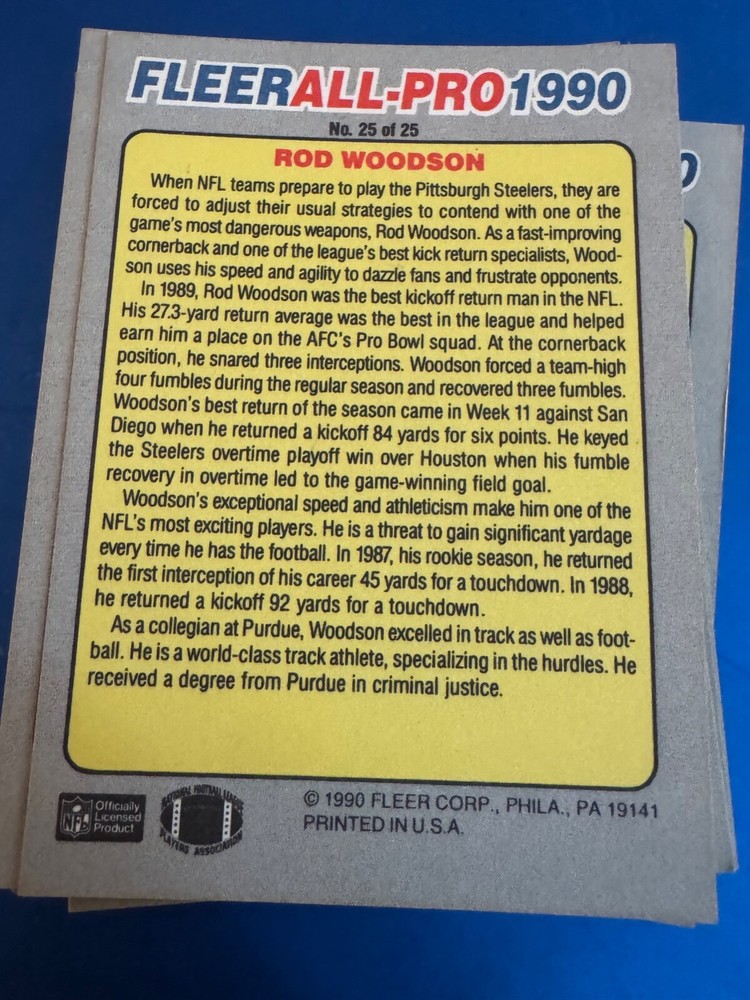 FLEER ALL-PRO 1990
No. 25 of 25
ROD WOODSON
When NFL teams prepare to play the Pittsburgh Steelers, they are
forced to adjust their usual strategies to contend with one of the
game's most dangerous weapons, Rod Woodson. As a fast-improving
cornerback and one of the league's best kick return specialists, Wood-
son uses his speed and agility to dazzle fans and frustrate opponents.
In 1989, Rod Woodson was the best kickoff return man in the NFL.
His 27.3-yard return average was the best in the league and helped
earn him a place on the AFC's Pro Bowl squad. At the cornerback
position, he snared three interceptions. Woodson forced a team-high
four fumbles during the regular season and recovered three fumbles.
Woodson's best return of the season came in Week 11 against San
Diego when he returned a kickoff 84 yards for six points. He keyed
the Steelers overtime playoff win over Houston when his fumble
recovery in overtime led to the game-winning field goal.
Woodson's exceptional speed and athleticism make him one of the
NFL's most exciting players. He is a threat to gain significant yardage
every time he has the football. In 1987, his rookie season, he returned
the first interception of his career 45 yards for a touchdown. In 1988,
he returned a kickoff 92 yards for a touchdown.
As a collegian at Purdue, Woodson excelled in track as well as foot-
ball. He is a world-class track athlete, specializing in the hurdles. He
received a degree from Purdue in criminal justice.
NFL
Officially
Licensed
Product
NATIONAL FOOTBALL LEAGUE
PLAYERS ASSOCIATION
© 1990 FLEER CORP., PHILA., PA 19141
PRINTED IN U.S.A.
0